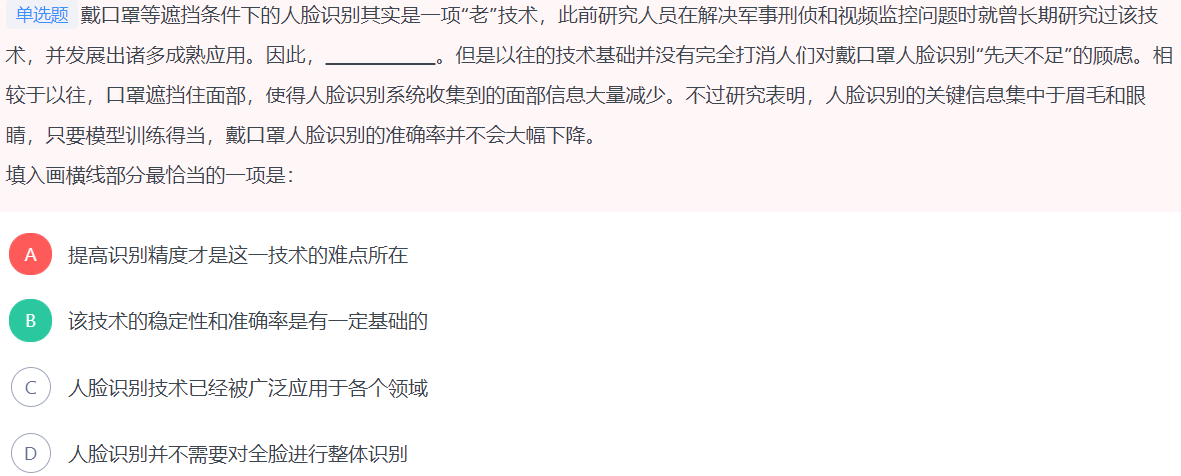 单选题 戴口罩等遮挡条件下的人脸识别其实是一项“老”技术，此前研究人员在解决军事刑侦和视频监控问题时就曾长期研究过该技
术，并发展出诸多成熟应用。因此，___________。但是以往的技术基础并没有完全打消人们对戴口罩人脸识别“先天不足”的顾虑。相
较于以往，口罩遮挡住面部，使得人脸识别系统收集到的面部信息大量减少。不过研究表明，人脸识别的关键信息集中于眉毛和眼
睛，只要模型训练得当，戴口罩人脸识别的准确率并不会大幅下降。
填入画横线部分最恰当的一项是：
A 提高识别精度才是这一技术的难点所在
B 该技术的稳定性和准确率是有一定基础的
C 人脸识别技术已经被广泛应用于各个领域
D 人脸识别并不需要对全脸进行整体识别